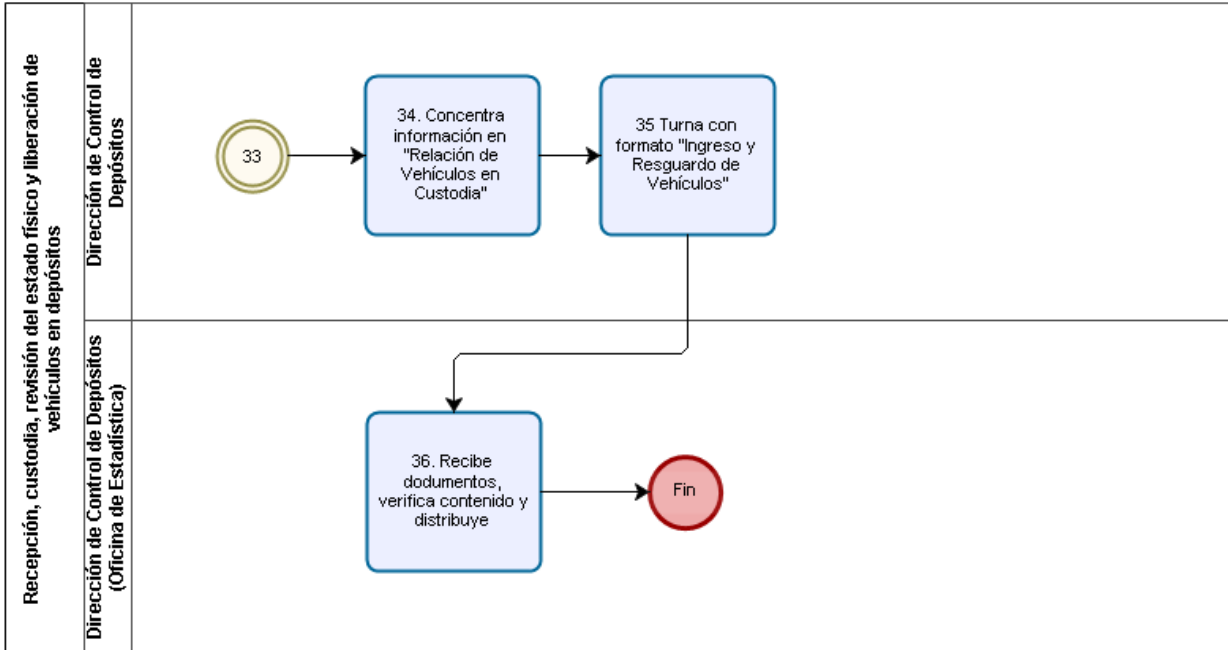 Recepción, custodia, revisión del estado físico y liberación de
vehículos en depósitos
Dirección de Control de
Depósitos
33
34. Concentra
información en
"Relación de
Vehículos en
Custodia"
35 Turna con
formato "Ingreso y
Resguardo de
Vehículos"
Dirección de Control de Depósitos
(Oficina de Estadística)
36. Recibe
dodumentos,
verifica contenido y
distribuye
Fin